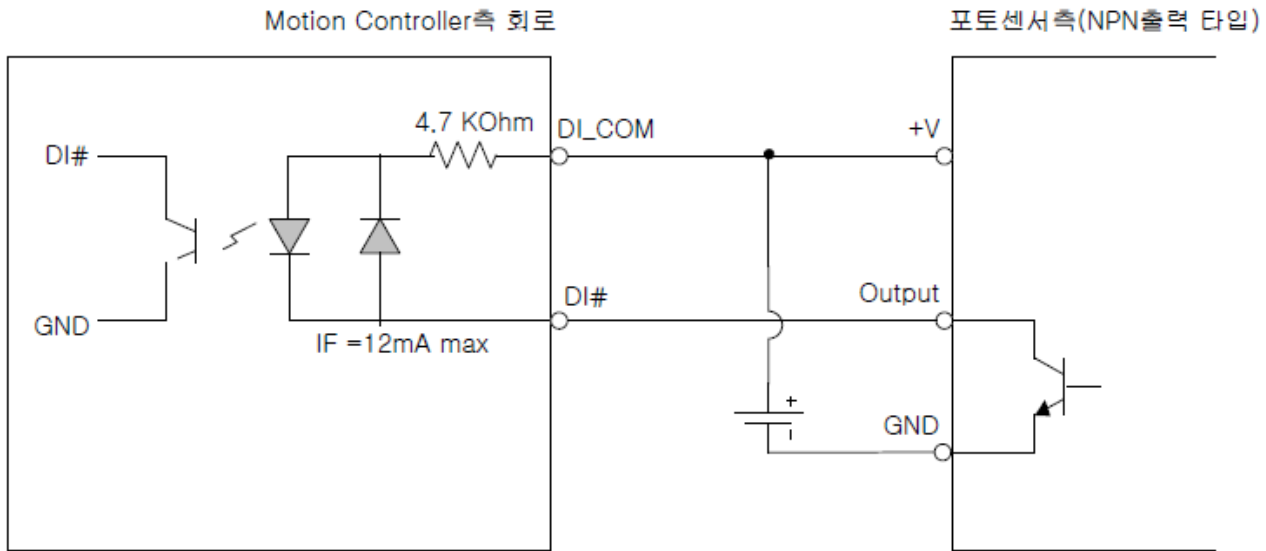 Motion Controller측 회로
포토센서측(NPN출력 타입)
4.7 KOhm
DI_COM
+V
DI#
DI#
Output
GND
IF =12mA max
+
-
GND